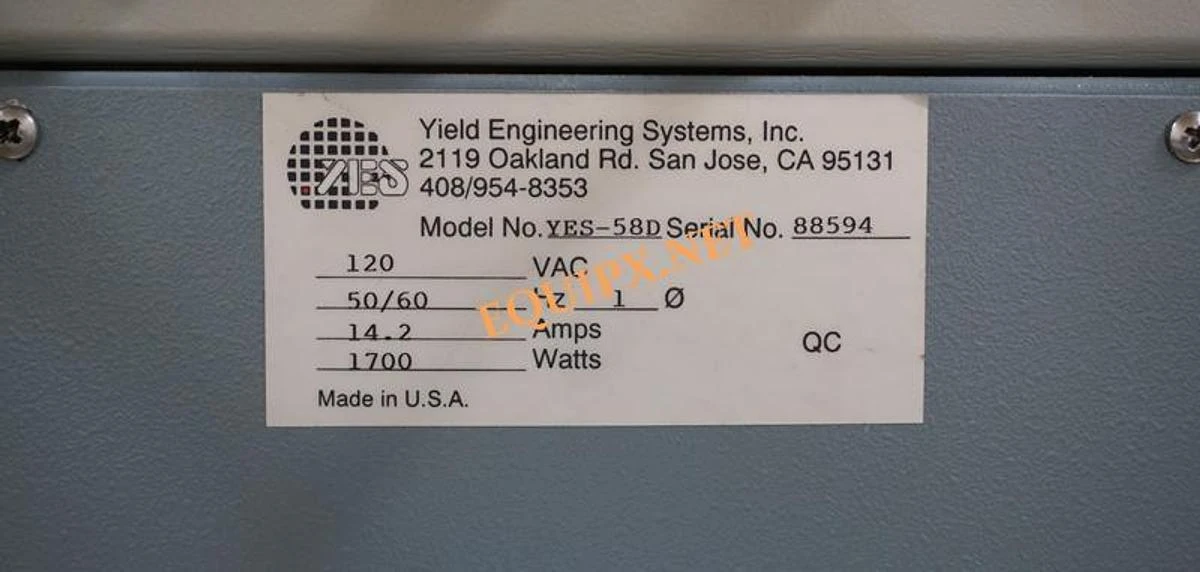 YES
Yield Engineering Systems, Inc.
2119 Oakland Rd. San Jose, CA 95131
408/954-8353
Model No. YES-58D Serial No. 88594
120 VAC
50/60 hz 1 Ø
14.2 Amps
1700 Watts
QC
Made in U.S.A.
EQUIPX.NET